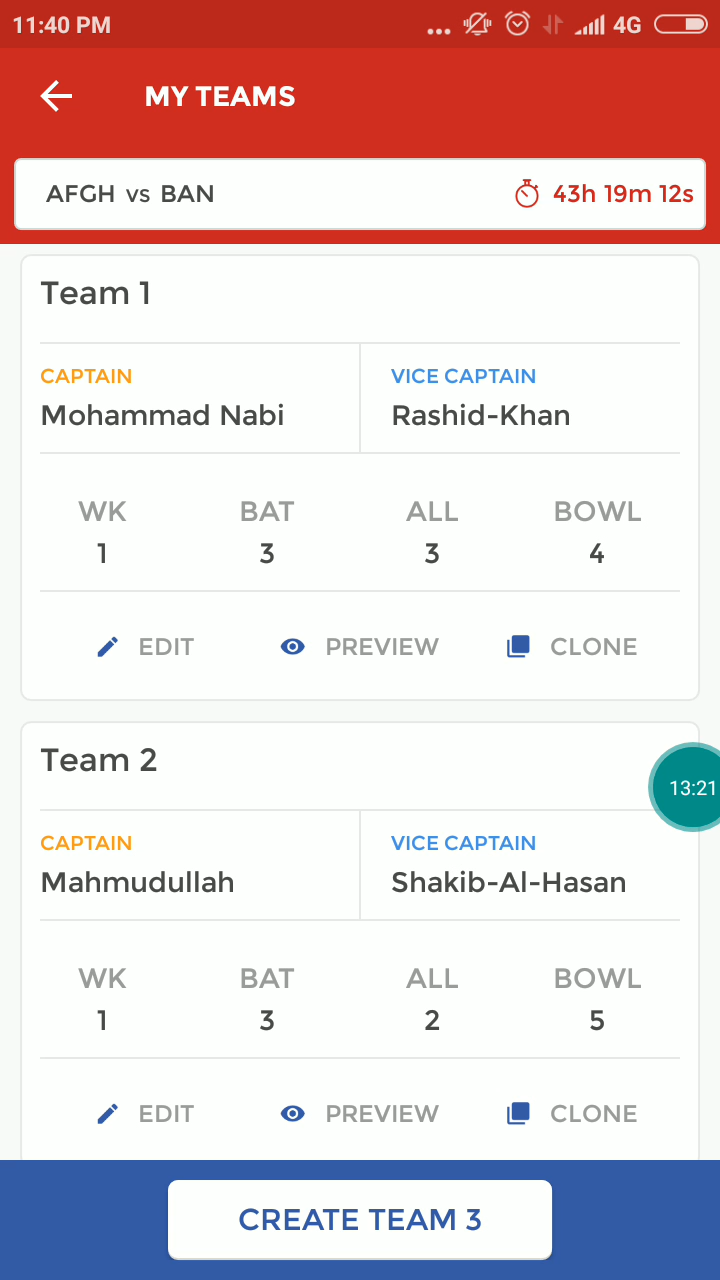 11:40 PM ... 4G
MY TEAMS
AFGH vs BAN 43h 19m 12s
Team 1
CAPTAIN VICE CAPTAIN
Mohammad Nabi Rashid-Khan
WK BAT ALL BOWL
1 3 3 4
EDIT PREVIEW CLONE
Team 2
13:21
CAPTAIN VICE CAPTAIN
Mahmudullah Shakib-Al-Hasan
WK BAT ALL BOWL
1 3 2 5
EDIT PREVIEW CLONE
CREATE TEAM 3